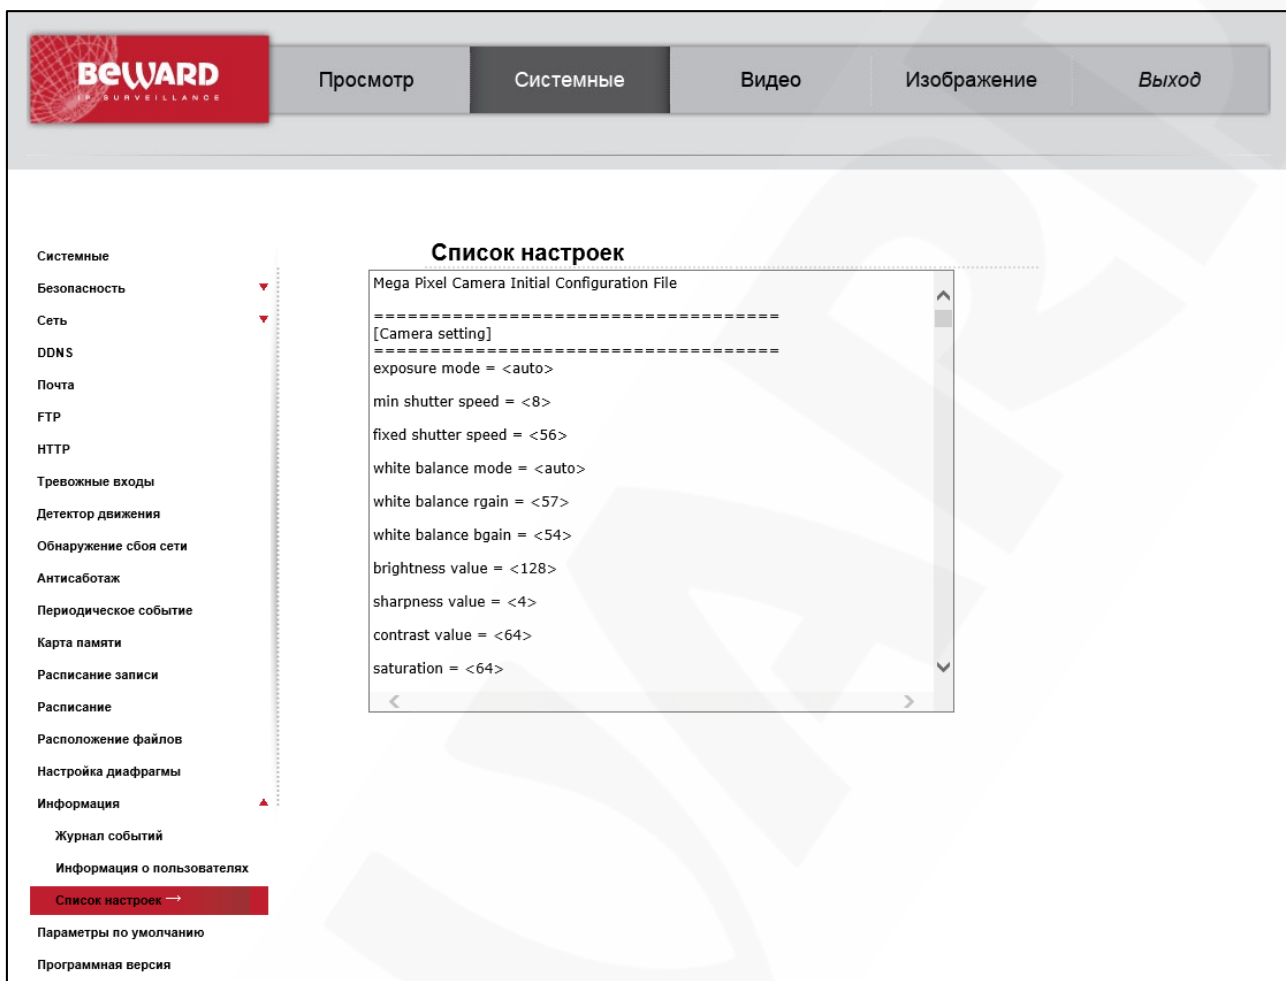 BEWARD
IP SURVEILLANCE
Просмотр
Системные
Видео
Изображение
Выход
Системные
Безопасность
Сеть
DDNS
Почта
FTP
HTTP
Тревожные входы
Детектор движения
Обнаружение сбоя сети
Антисаботаж
Периодическое событие
Карта памяти
Расписание записи
Расписание
Расположение файлов
Настройка диафрагмы
Информация
Журнал событий
Информация о пользователях
Список настроек →
Параметры по умолчанию
Программная версия
Список настроек
Mega Pixel Camera Initial Configuration File
====================================
[Camera setting]
====================================
exposure mode = <auto>
min shutter speed = <8>
fixed shutter speed = <56>
white balance mode = <auto>
white balance rgain = <57>
white balance bgain = <54>
brightness value = <128>
sharpness value = <4>
contrast value = <64>
saturation = <64>